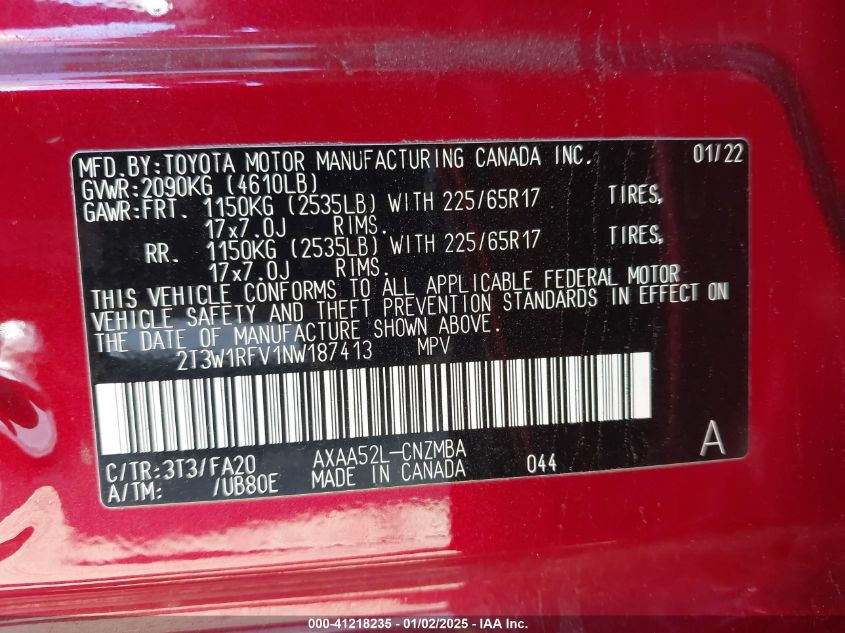 MFD.BY:TOYOTA MOTOR MANUFACTURING CANADA INC. 01/22
GVWR:2090KG (4610LB)
GAWR:FRT. 1150KG (2535LB) WITH 225/65R17 TIRES,
17x7.0J RIMS.
RR. 1150KG (2535LB) WITH 225/65R17 TIRES,
17x7.0J RIMS.
THIS VEHICLE CONFORMS TO ALL APPLICABLE FEDERAL MOTOR
VEHICLE SAFETY AND THEFT PREVENTION STANDARDS IN EFFECT ON
THE DATE OF MANUFACTURE SHOWN ABOVE.
2T3W1RFV1NW187413 MPV
C/TR:3T3/FA20 AXAA52L-CNZMBA A
A/TM: /UB80E MADE IN CANADA 044
000-41218235 - 01/02/2025 - IAA Inc.